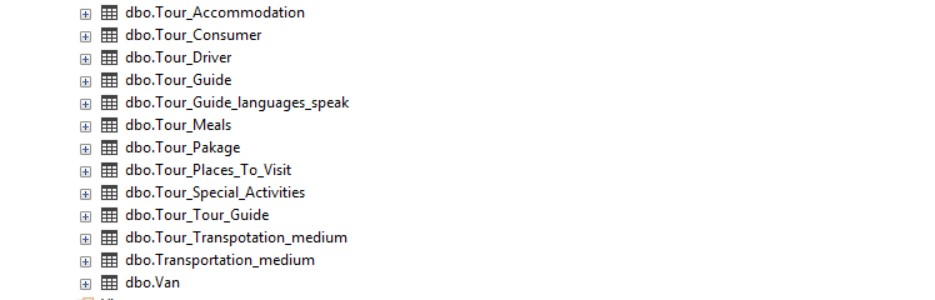 dbo.Tour_Accommodation
dbo.Tour_Consumer
dbo.Tour_Driver
dbo.Tour_Guide
dbo.Tour_Guide_languages_speak
dbo.Tour_Meals
dbo.Tour_Pakage
dbo.Tour_Places_To_Visit
dbo.Tour_Special_Activities
dbo.Tour_Tour_Guide
dbo.Tour_Transpotation_medium
dbo.Transportation_medium
dbo.Van